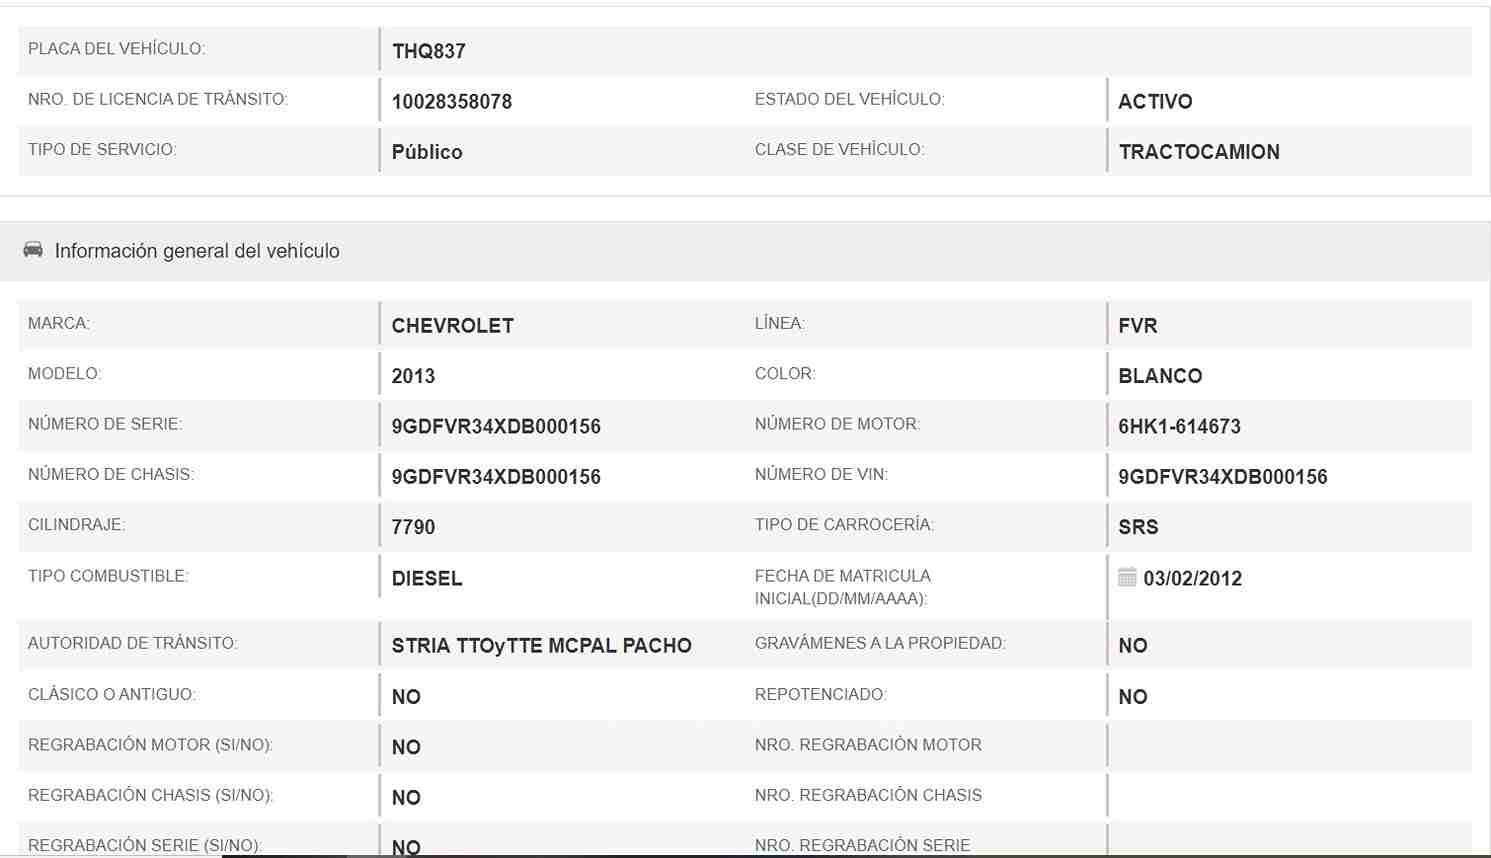 PLACA DEL VEHÍCULO: THQ837
NRO. DE LICENCIA DE TRÁNSITO: 10028358078 ESTADO DEL VEHÍCULO: ACTIVO
TIPO DE SERVICIO: Público CLASE DE VEHÍCULO: TRACTOCAMION
Información general del vehículo
MARCA: CHEVROLET LÍNEA: FVR
MODELO: 2013 COLOR: BLANCO
NÚMERO DE SERIE: 9GDFVR34XDB000156 NÚMERO DE MOTOR: 6HK1-614673
NÚMERO DE CHASIS: 9GDFVR34XDB000156 NÚMERO DE VIN: 9GDFVR34XDB000156
CILINDRAJE: 7790 TIPO DE CARROCERÍA: SRS
TIPO COMBUSTIBLE: DIESEL FECHA DE MATRICULA
INICIAL(DD/MM/AAAA): 03/02/2012
AUTORIDAD DE TRÁNSITO: STRIA TTOyTTE MCPAL PACHO GRAVÁMENES A LA PROPIEDAD: NO
CLÁSICO O ANTIGUO: NO REPOTENCIADO: NO
REGRABACIÓN MOTOR (SI/NO): NO NRO. REGRABACIÓN MOTOR
REGRABACIÓN CHASIS (SI/NO): NO NRO. REGRABACIÓN CHASIS
REGRABACIÓN SERIE (SI/NO): NO NRO. REGRABACIÓN SERIE